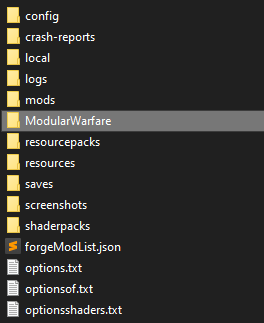 config
crash-reports
local
logs
mods
ModularWarfare
resourcepacks
resources
saves
screenshots
shaderpacks
forgeModList.json
options.txt
optionsof.txt
optionsshaders.txt